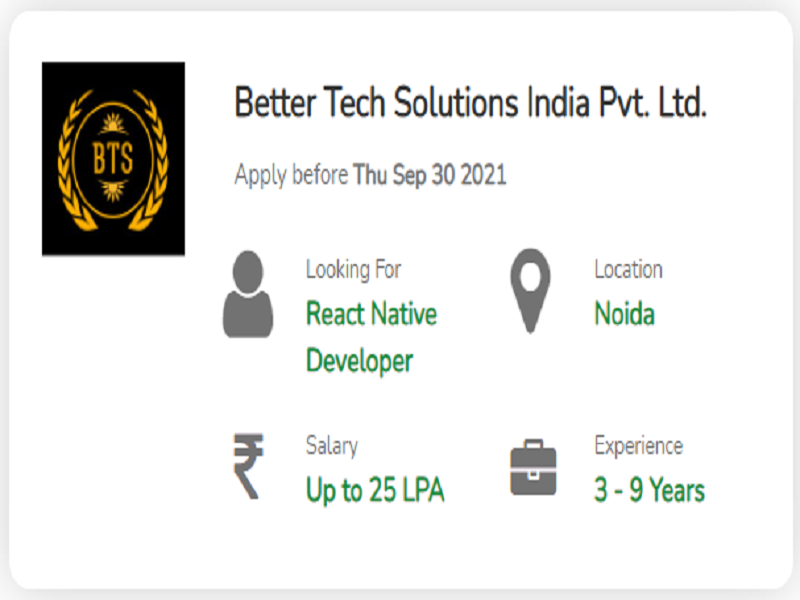 BTS
Better Tech Solutions India Pvt. Ltd.
Apply before Thu Sep 30 2021
Looking For
React Native
Developer
Location
Noida
₹
Salary
Up to 25 LPA
Experience
3 - 9 Years